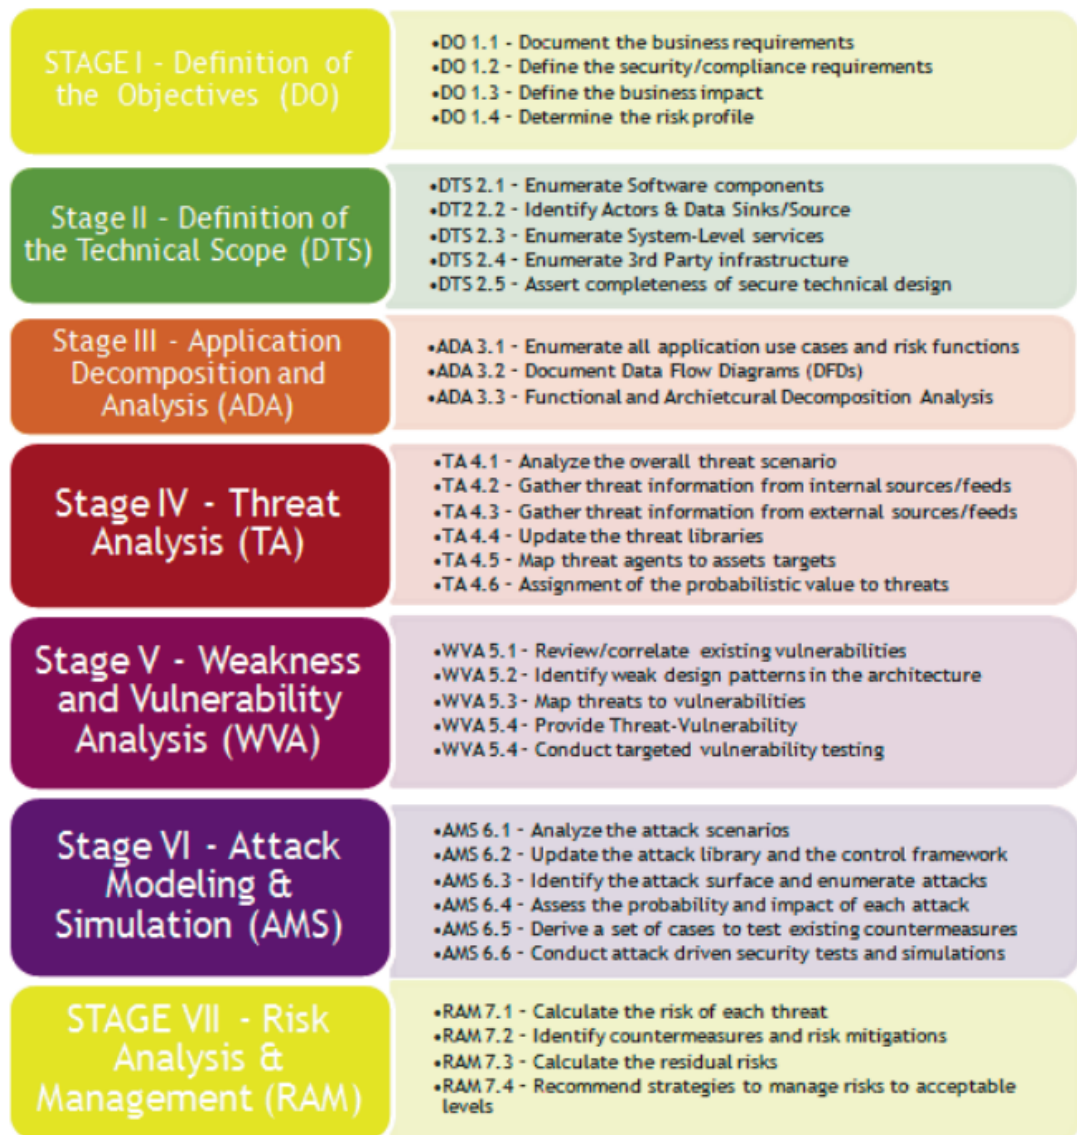 STAGE I - Definition of
the Objectives (DO)
•DO 1.1 - Document the business requirements
•DO 1.2 - Define the security/compliance requirements
•DO 1.3 - Define the business impact
•DO 1.4 - Determine the risk profile
Stage II - Definition of
the Technical Scope (DTS)
•DTS 2.1 - Enumerate Software components
•DT2 2.2 - Identify Actors & Data Sinks/Source
•DTS 2.3 - Enumerate System-Level services
•DTS 2.4 - Enumerate 3rd Party infrastructure
•DTS 2.5 - Assert completeness of secure technical design
Stage III - Application
Decomposition and
Analysis (ADA)
•ADA 3.1 - Enumerate all application use cases and risk functions
•ADA 3.2 - Document Data Flow Diagrams (DFDs)
•ADA 3.3 - Functional and Archietcural Decomposition Analysis
Stage IV - Threat
Analysis (TA)
•TA 4.1 - Analyze the overall threat scenario
•TA 4.2 - Gather threat information from internal sources/feeds
•TA 4.3 - Gather threat information from external sources/feeds
•TA 4.4 - Update the threat libraries
•TA 4.5 - Map threat agents to assets targets
•TA 4.6 - Assignment of the probabilistic value to threats
Stage V - Weakness
and Vulnerability
Analysis (WVA)
•WVA 5.1 - Review/correlate existing vulnerabilities
•WVA 5.2 - Identify weak design patterns in the architecture
•WVA 5.3 - Map threats to vulnerabilities
•WVA 5.4 - Provide Threat-Vulnerability
•WVA 5.4 - Conduct targeted vulnerability testing
Stage VI - Attack
Modeling &
Simulation (AMS)
•AMS 6.1 - Analyze the attack scenarios
•AMS 6.2 - Update the attack library and the control framework
•AMS 6.3 - Identify the attack surface and enumerate attacks
•AMS 6.4 - Assess the probability and impact of each attack
•AMS 6.5 - Derive a set of cases to test existing countermeasures
•AMS 6.6 - Conduct attack driven security tests and simulations
STAGE VII - Risk
Analysis &
Management (RAM)
•RAM 7.1 - Calculate the risk of each threat
•RAM 7.2 - Identify countermeasures and risk mitigations
•RAM 7.3 - Calculate the residual risks
•RAM 7.4 - Recommend strategies to manage risks to acceptable
levels